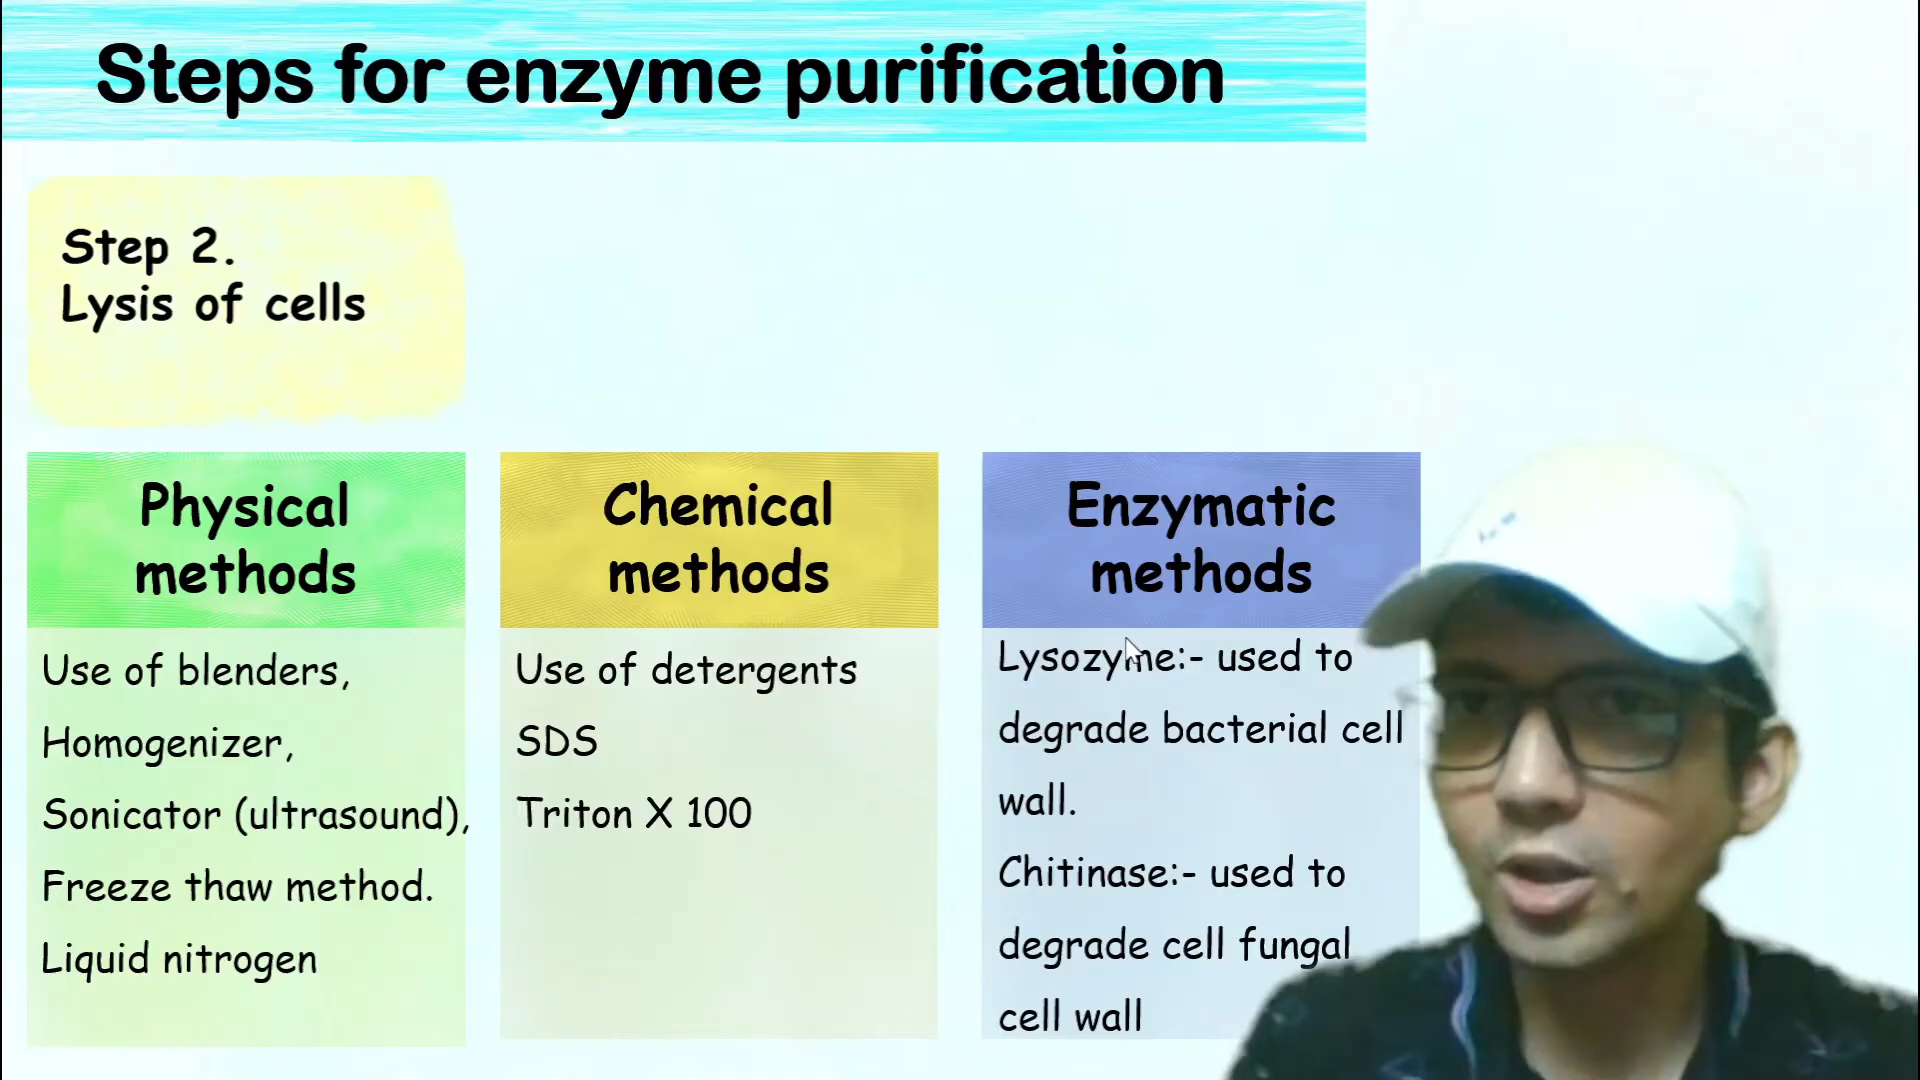 Steps for enzyme purification
Step 2.
Lysis of cells
Physical
methods
Use of blenders,
Homogenizer,
Sonicator (ultrasound),
Freeze thaw method.
Liquid nitrogen
Chemical
methods
Use of detergents
SDS
Triton X 100
Enzymatic
methods
Lysozyme:- used to
degrade bacterial cell
wall.
Chitinase:- used to
degrade cell fungal
cell wall